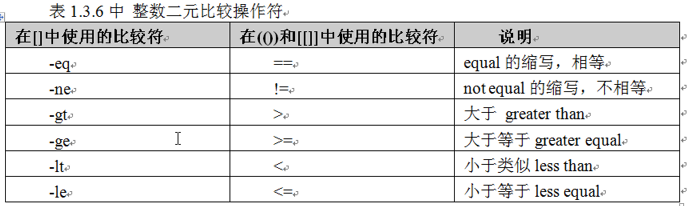 表 1.3.6 中 整数二元比较操作符
在[]中使用的比较符 在(())和[[]]中使用的比较符 说明
-eq == equal 的缩写，相等
-ne != not equal 的缩写，不相等
-gt > 大于 greater than
-ge >= 大于等于 greater equal
-lt < 小于类似 less than
-le <= 小于等于 less equal